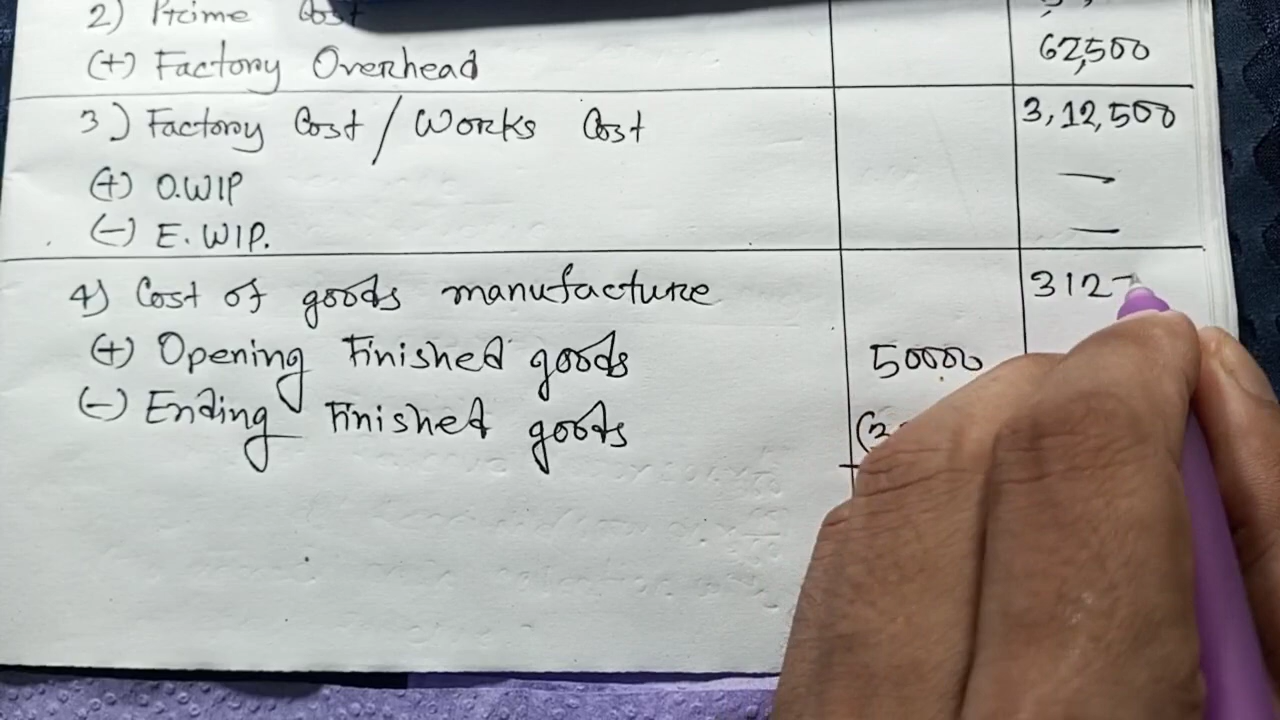 2) Prime Cost
(+) Factory Overhead 62,500
3) Factory Cost / Works Cost 3,12,500
(+) O.WIP —
(-) E.WIP. —
4) Cost of goods manufacture 312
(+) Opening Finished goods 50000
(-) Ending Finished goods